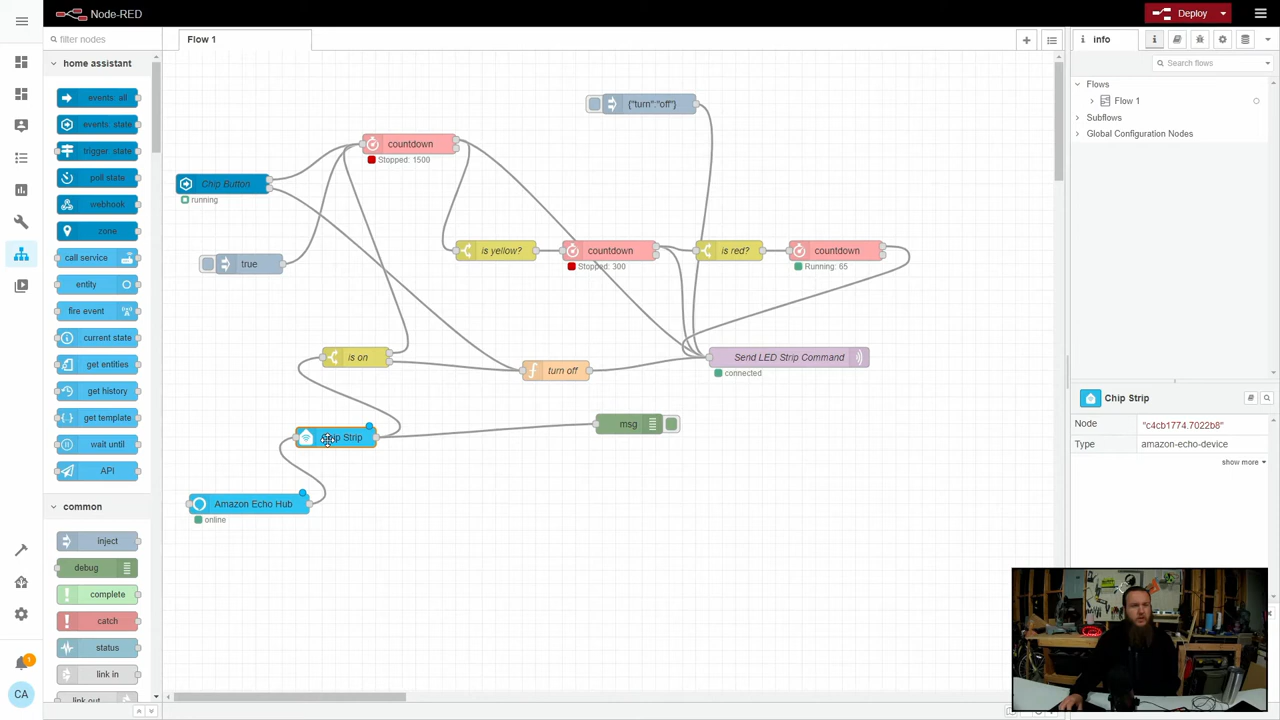 Node-RED
Deploy
filter nodes
Flow 1
info
Search flows
home assistant
Flows
Flow 1
Subflows
Global Configuration Nodes
events: all
events: state
trigger: state
poll state
webhook
zone
call service
entity
fire event
current state
get entities
get history
get template
wait until
API
common
inject
debug
complete
catch
status
link in
link out
{"turn":"off"}
countdown
Stopped: 1500
Chip Button
running
true
is yellow?
countdown
Stopped: 300
is red?
countdown
Running: 65
is on
turn off
Send LED Strip Command
connected
Strip
msg
Amazon Echo Hub
online
Chip Strip
Node
"c4cb1774.7022b8"
Type
amazon-echo-device
show more
1
CA